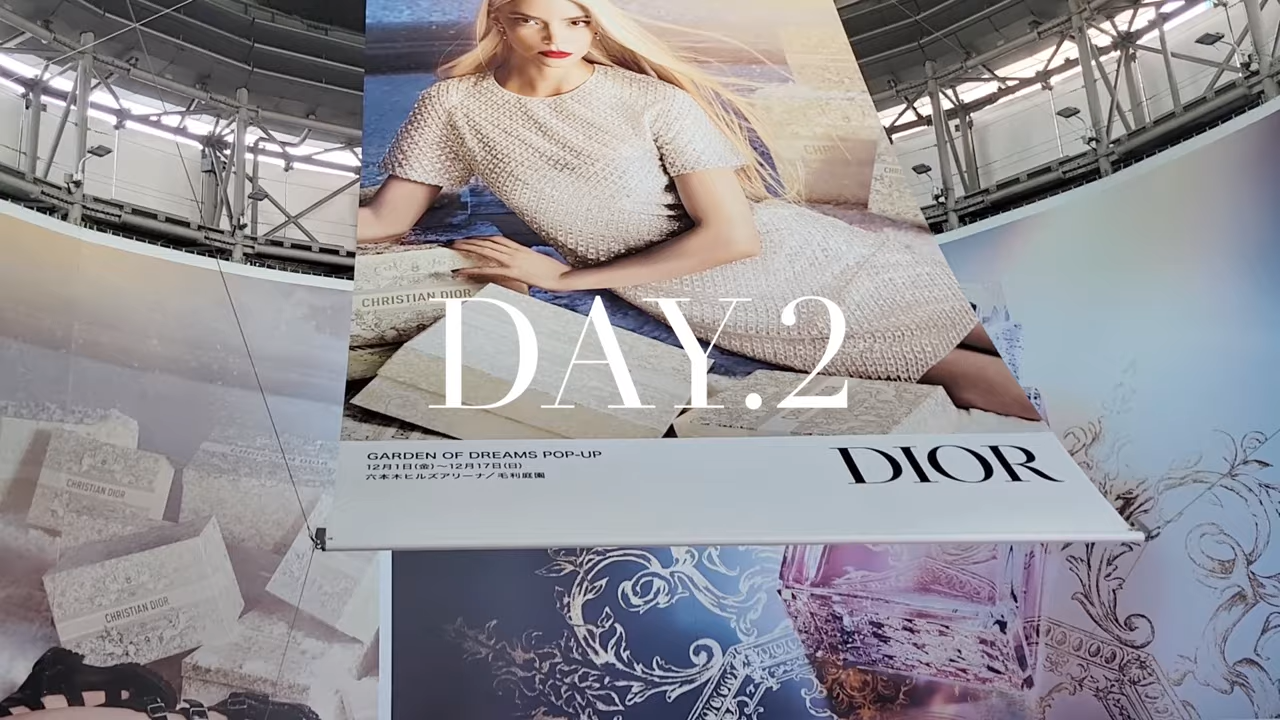 CHRISTIAN DIOR
DAY.2
GARDEN OF DREAMS POP-UP
12月1日(金)~12月17日(日)
六本木ヒルズアリーナ/毛利庭園
DIOR
CHRISTIAN DIOR
CHRISTIAN DIOR